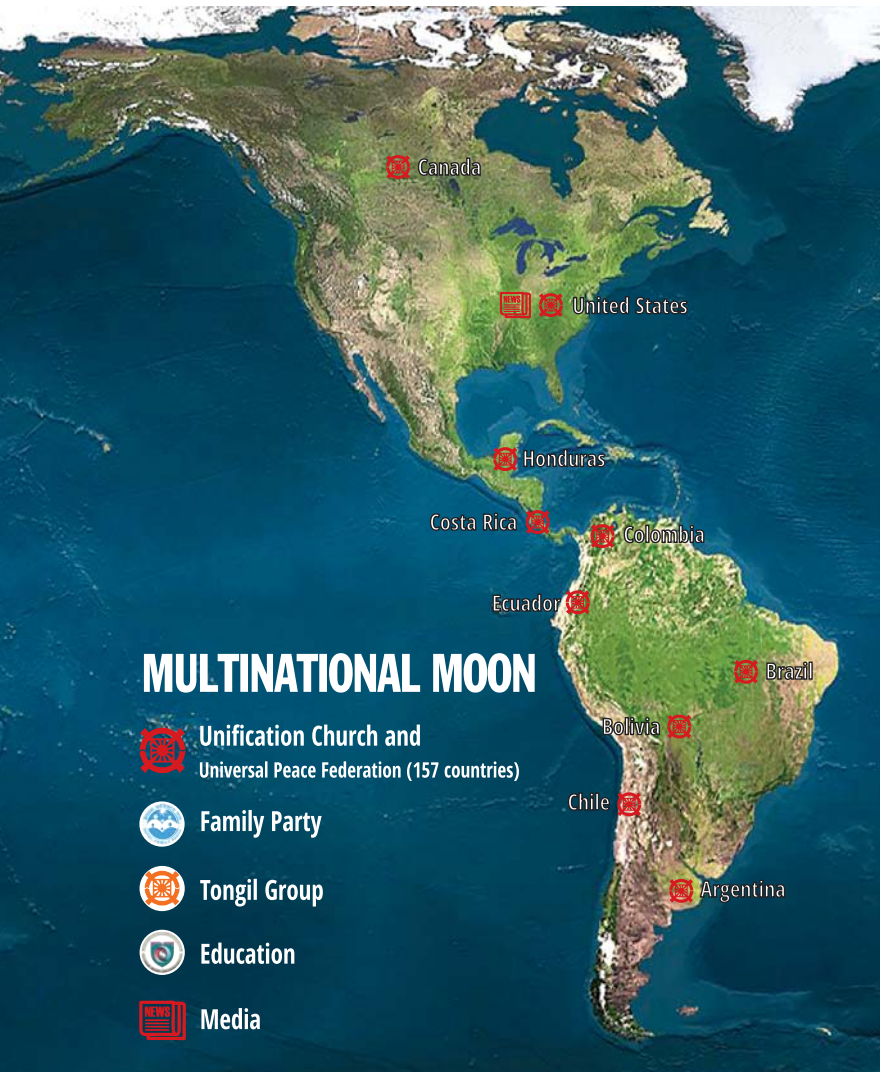 Canada
NEWS
United States
Honduras
Costa Rica
Colombia
Ecuador
Brazil
MULTINATIONAL MOON
Bolivia
Unification Church and
Universal Peace Federation (157 countries)
Chile
Family Party
Tongil Group
Argentina
Education
NEWS
Media